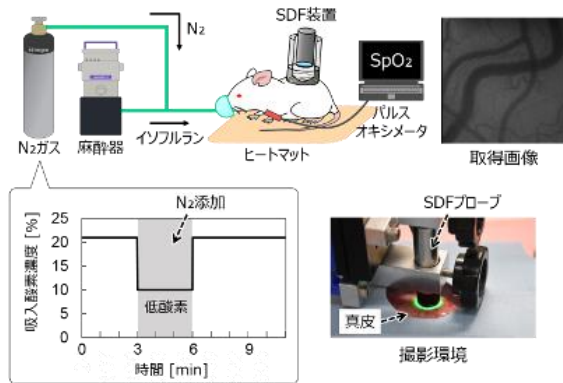 SDF装置
N₂
SpO₂
パルス
オキシメータ
イソフルラン
N₂ガス
麻酔器
ヒートマット
取得画像
N₂添加
吸入酸素濃度 [%]
25
20
15
10
5
0
低酸素
0
3
6
9
時間 [min]
SDFプローブ
真皮
撮影環境